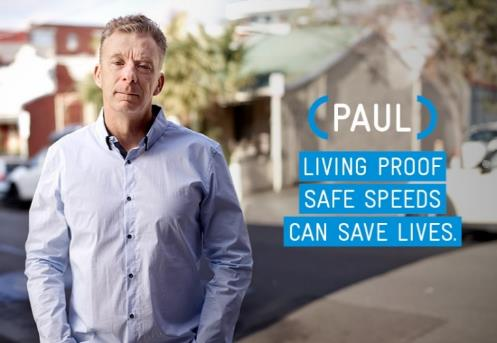 (PAUL)
LIVING PROOF
SAFE SPEEDS
CAN SAVE LIVES.